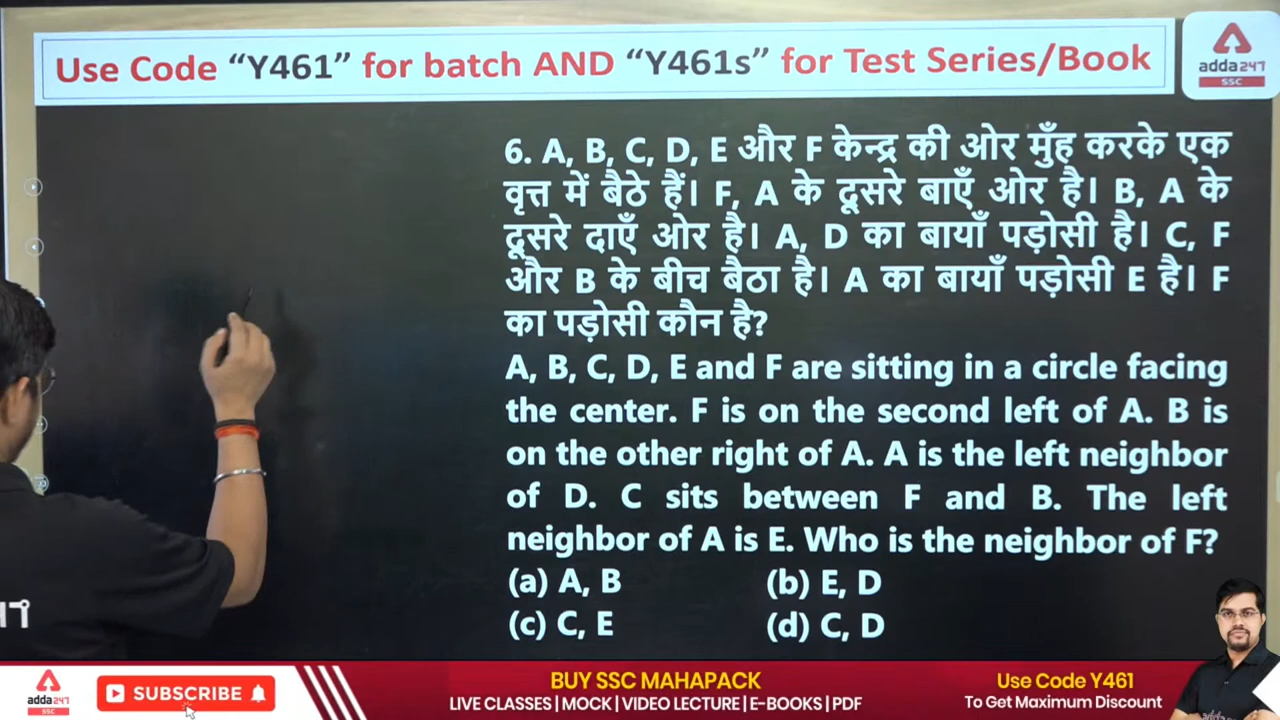 Use Code “Y461” for batch AND “Y461s” for Test Series/Book
adda247
SSC
6. A, B, C, D, E और F केन्द्र की ओर मुँह करके एक
वृत्त में बैठे हैं। F, A के दूसरे बाएँ ओर है। B, A के
दूसरे दाएँ ओर है। A, D का बायाँ पड़ोसी है। C, F
और B के बीच बैठा है। A का बायाँ पड़ोसी E है। F
का पड़ोसी कौन है?
A, B, C, D, E and F are sitting in a circle facing
the center. F is on the second left of A. B is
on the other right of A. A is the left neighbor
of D. C sits between F and B. The left
neighbor of A is E. Who is the neighbor of F?
(a) A, B (b) E, D
(c) C, E (d) C, D
adda247
SSC
SUBSCRIBE
BUY SSC MAHAPACK
LIVE CLASSES | MOCK | VIDEO LECTURE | E-BOOKS | PDF
Use Code Y461
To Get Maximum Discount